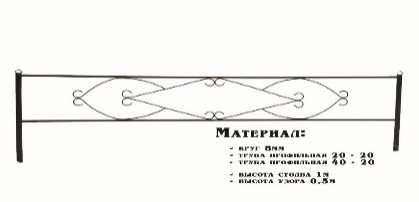 Материал:
- круг 8мм
- труба профильная 20 - 20
- труба профильная 40 - 20
- высота столба 1м
- высота узора 0,5м